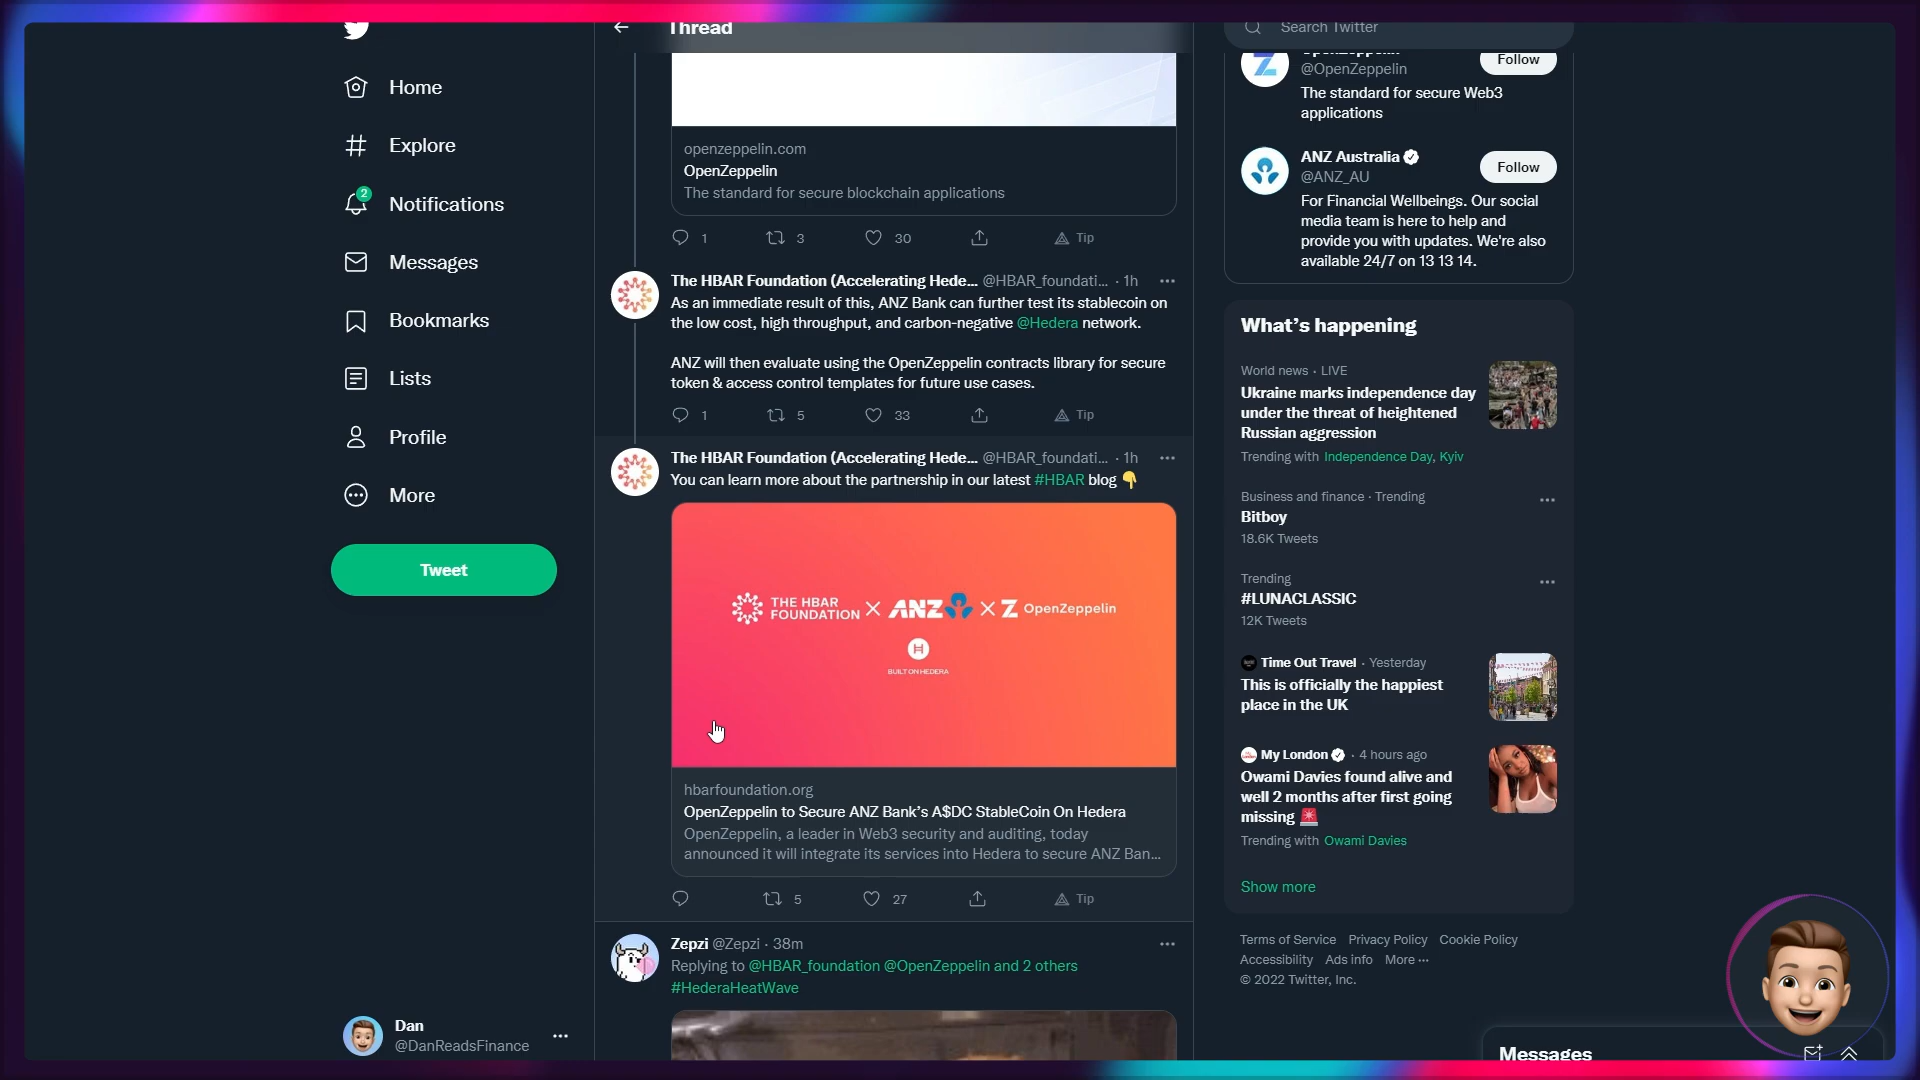 Home
Explore
2
Notifications
Messages
Bookmarks
Lists
Profile
More
Tweet
Dan
@DanReadsFinance
Thread
openzeppelin.com
OpenZeppelin
The standard for secure blockchain applications
1 3 30 Tip
The HBAR Foundation (Accelerating Hede... @HBAR_foundati... · 1h
As an immediate result of this, ANZ Bank can further test its stablecoin on
the low cost, high throughput, and carbon-negative @Hedera network.
ANZ will then evaluate using the OpenZeppelin contracts library for secure
token & access control templates for future use cases.
1 5 33 Tip
The HBAR Foundation (Accelerating Hede... @HBAR_foundati... · 1h
You can learn more about the partnership in our latest #HBAR blog 👇
THE HBAR
FOUNDATION X ANZ X Z OpenZeppelin
H
BUILT ON HEDERA
hbarfoundation.org
OpenZeppelin to Secure ANZ Bank’s A$DC StableCoin On Hedera
OpenZeppelin, a leader in Web3 security and auditing, today
announced it will integrate its services into Hedera to secure ANZ Ban...
5 27 Tip
Zepzi @Zepzi · 38m
Replying to @HBAR_foundation @OpenZeppelin and 2 others
#HederaHeatWave
Search Twitter
OpenZeppelin
@OpenZeppelin
Follow
The standard for secure Web3
applications
ANZ Australia
@ANZ_AU
Follow
For Financial Wellbeings. Our social
media team is here to help and
provide you with updates. We're also
available 24/7 on 13 13 14.
What’s happening
World news · LIVE
Ukraine marks independence day
under the threat of heightened
Russian aggression
Trending with Independence Day, Kyiv
Business and finance · Trending
Bitboy
18.6K Tweets
Trending
#LUNACLASSIC
12K Tweets
Time Out Travel · Yesterday
This is officially the happiest
place in the UK
My London · 4 hours ago
Owami Davies found alive and
well 2 months after first going
missing 🚨
Trending with Owami Davies
Show more
Terms of Service Privacy Policy Cookie Policy
Accessibility Ads info More ···
© 2022 Twitter, Inc.
Messages